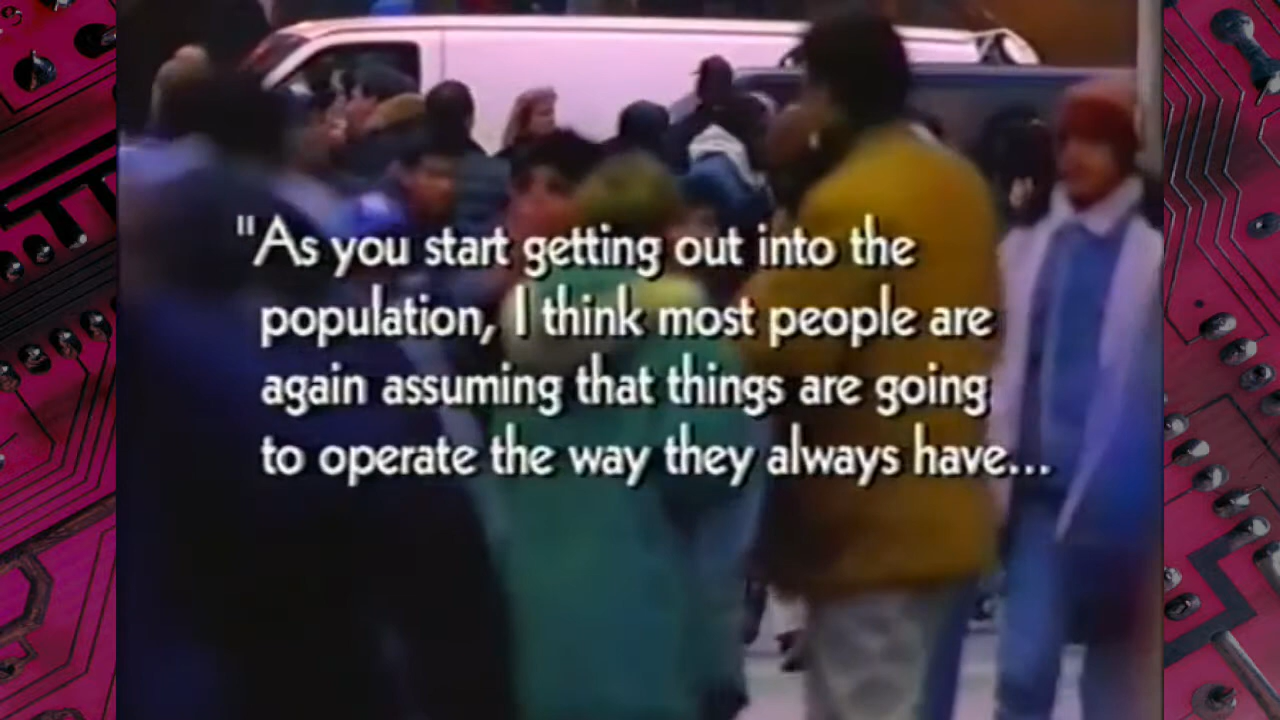 "As you start getting out into the
population, I think most people are
again assuming that things are going
to operate the way they always have...